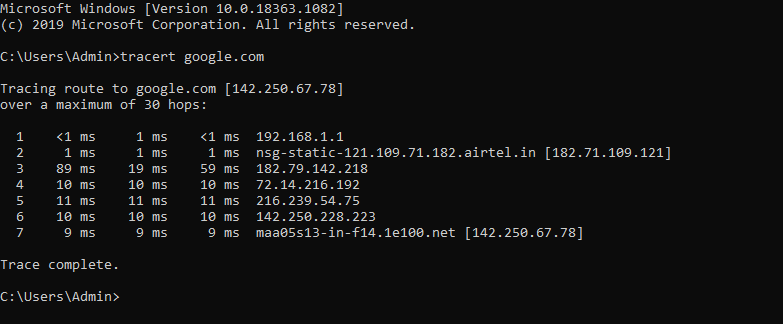 Microsoft Windows [Version 10.0.18363.1082]
(c) 2019 Microsoft Corporation. All rights reserved.
C:\Users\Admin>tracert google.com
Tracing route to google.com [142.250.67.78]
over a maximum of 30 hops:
  1    <1 ms     1 ms    <1 ms  192.168.1.1
  2     1 ms     1 ms     1 ms  nsg-static-121.109.71.182.airtel.in [182.71.109.121]
  3    89 ms    19 ms    59 ms  182.79.142.218
  4    10 ms    10 ms    10 ms  72.14.216.192
  5    11 ms    11 ms    11 ms  216.239.54.75
  6    10 ms    10 ms    10 ms  142.250.228.223
  7     9 ms     9 ms     9 ms  maa05s13-in-f14.1e100.net [142.250.67.78]
Trace complete.
C:\Users\Admin>